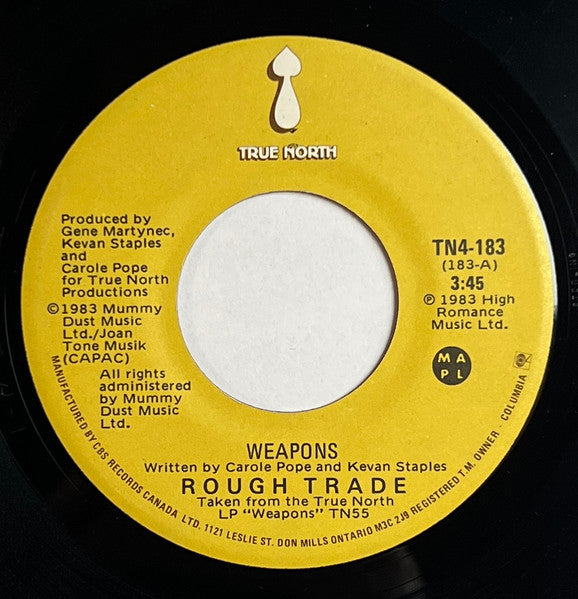 TRUE NORTH
Produced by
Gene Martynec,
Kevan Staples
and
Carole Pope
for True North
Productions
©1983 Mummy
Dust Music
Ltd./Joan
Tone Musik
(CAPAC)
All rights
administered
by Mummy
Dust Music
Ltd.
TN4-183
(183-A)
3:45
℗ 1983 High
Romance
Music Ltd.
M A
P L
WEAPONS
Written by Carole Pope and Kevan Staples
ROUGH TRADE
Taken from the True North
LP "Weapons" TN55
MANUFACTURED BY CBS RECORDS CANADA LTD. 1121 LESLIE ST. DON MILLS ONTARIO M3C 2J9 REGISTERED T.M. OWNER - COLUMBIA